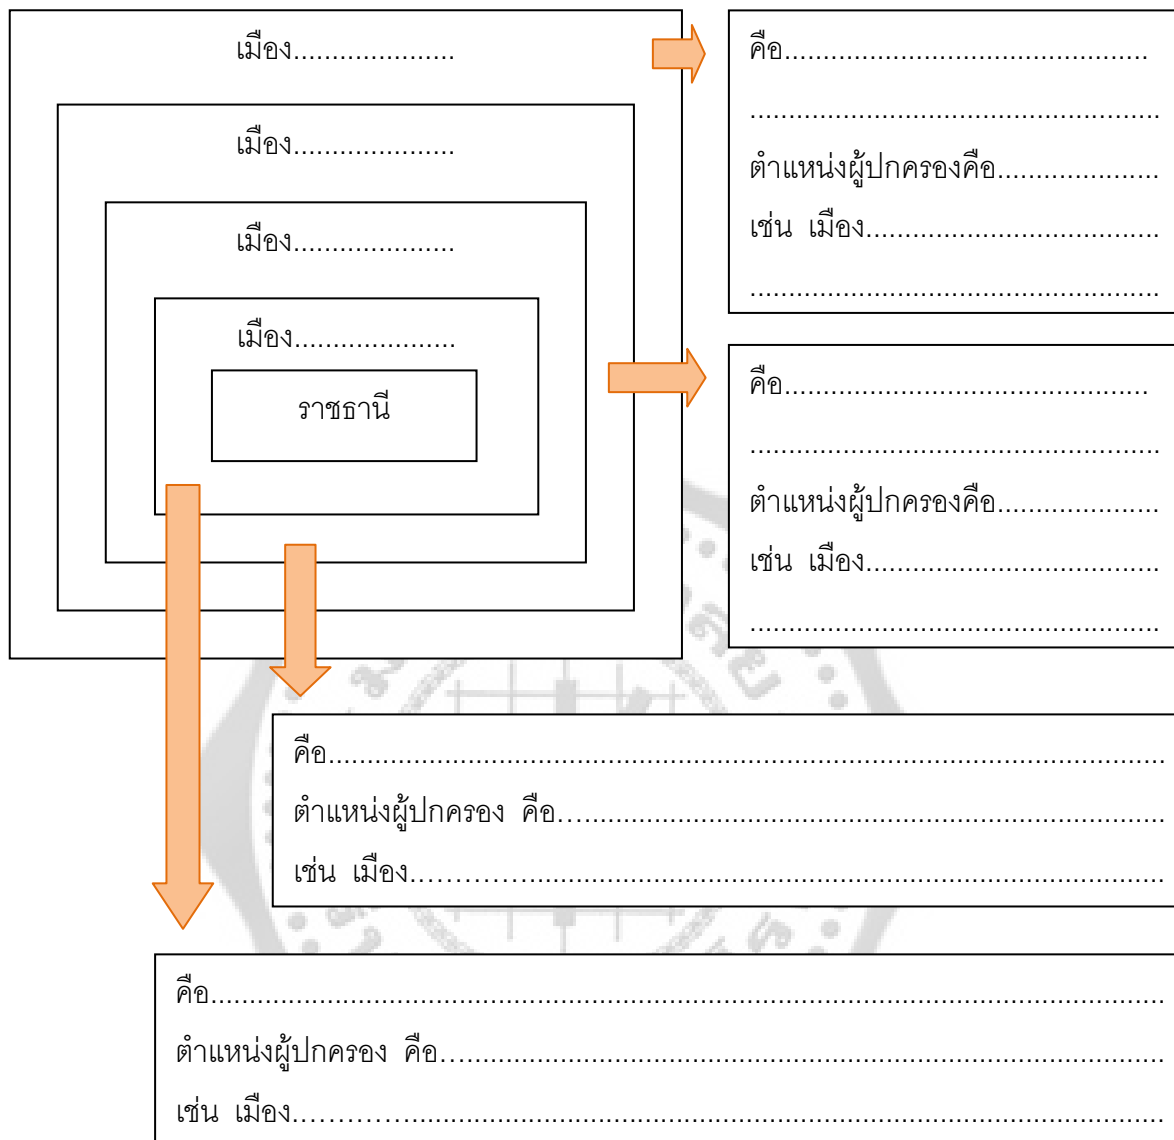 เมือง.....................
เมือง.....................
เมือง.....................
เมือง.....................
ราชธานี
คือ...............................................
.....................................................
ตำแหน่งผู้ปกครองคือ.....................
เช่น เมือง......................................
.....................................................
คือ...............................................
.....................................................
ตำแหน่งผู้ปกครองคือ.....................
เช่น เมือง......................................
.....................................................
คือ.............................................................................................................
ตำแหน่งผู้ปกครอง คือ...............................................................................
เช่น เมือง..................................................................................................
คือ............................................................................................................................
ตำแหน่งผู้ปกครอง คือ..............................................................................................
เช่น เมือง.................................................................................................................